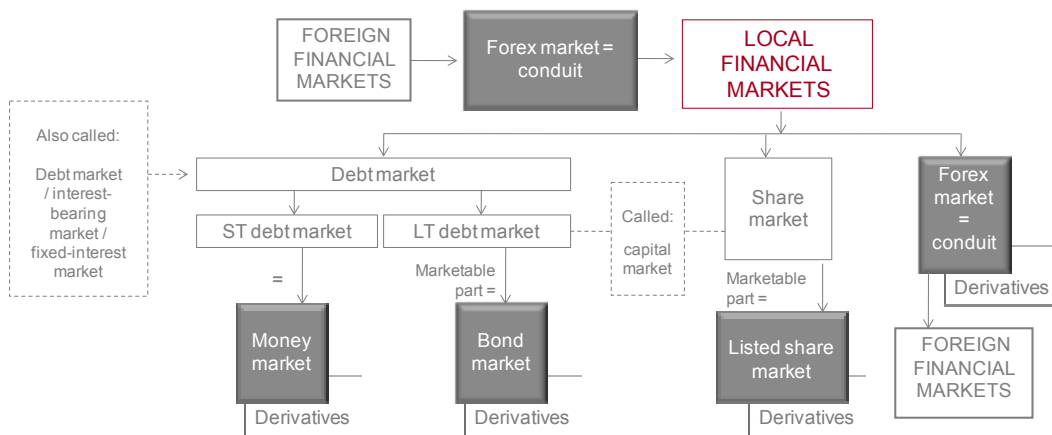 FOREIGN
FINANCIAL
MARKETS
Forex market =
conduit
LOCAL
FINANCIAL
MARKETS
Also called:
Debt market
/ interest-
bearing
market /
fixed-interest
market
Debt market
ST debt market
LT debt market
Called:
capital
market
Share
market
Forex
market
=
conduit
=
Marketable
part =
Marketable
part =
Derivatives
Money
market
Bond
market
Listed share
market
FOREIGN
FINANCIAL
MARKETS
Derivatives
Derivatives
Derivatives